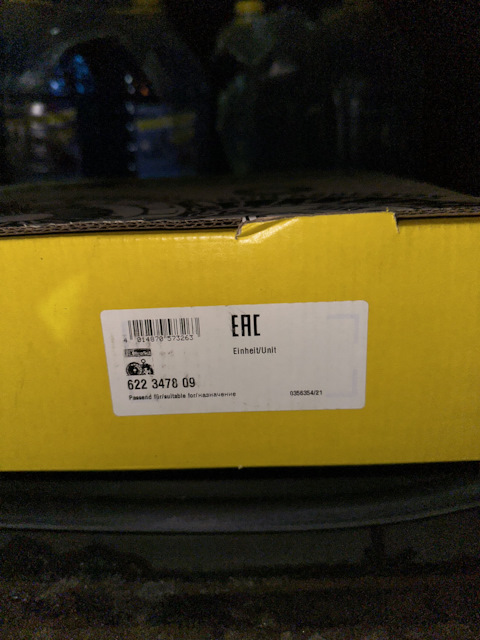 EAC
4 014870 573263
Einheit/Unit
622 3478 09
Passend für/suitable for/назначение
0358354/21